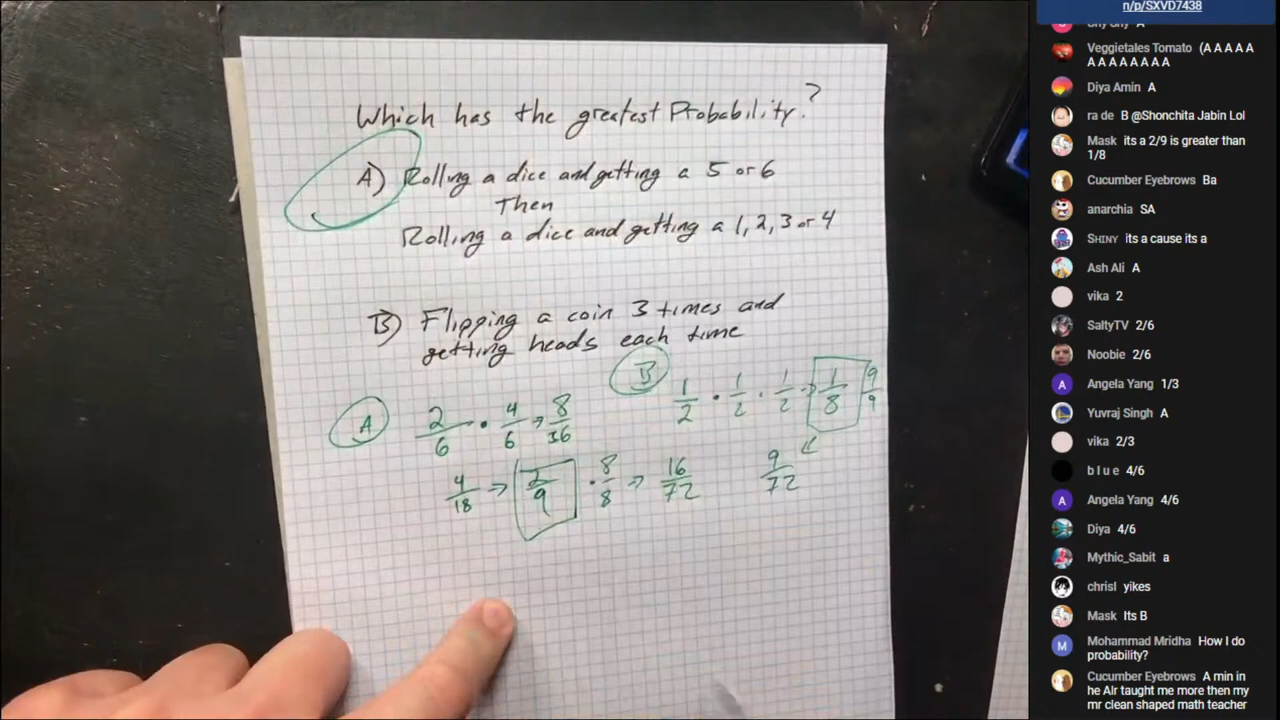 Which has the greatest Probability?
A) Rolling a dice and getting a 5 or 6
Then
Rolling a dice and getting a 1, 2, 3 or 4
B) Flipping a coin 3 times and
getting heads each time
A 2/6 · 4/6 → 8/36
4/18 → 2/9 · 8/8 → 16/72
B 1/2 · 1/2 · 1/2 → 1/8 9/9
9/72
n/p/SXVD7438
A
Veggietales Tomato (A A A A A
A A A A A A A A A
Diya Amin A
ra de B @Shonchita Jabin Lol
Mask its a 2/9 is greater than
1/8
Cucumber Eyebrows Ba
anarchia SA
SHINY its a cause its a
Ash Ali A
vika 2
SaltyTV 2/6
Noobie 2/6
Angela Yang 1/3
Yuvraj Singh A
vika 2/3
b l u e 4/6
Angela Yang 4/6
Diya 4/6
Mythic_Sabit a
chrisl yikes
Mask Its B
Mohammad Mridha How I do
probability?
Cucumber Eyebrows A min in
he Alr taught me more then my
mr clean shaped math teacher